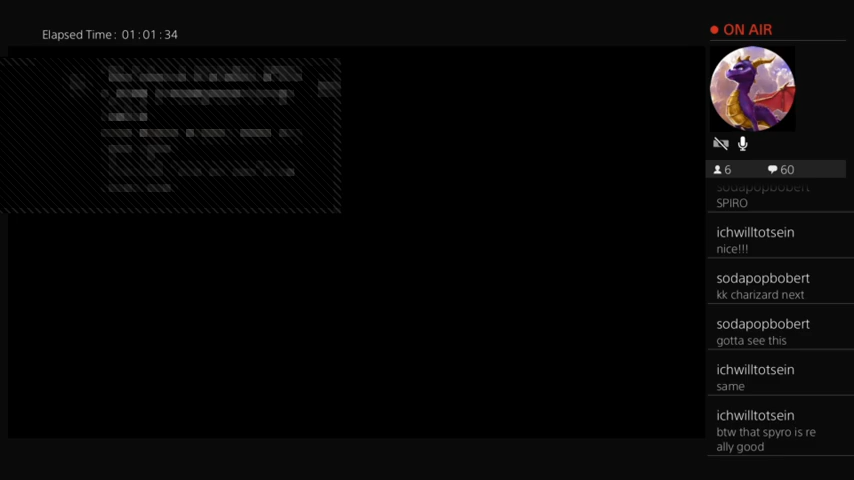 Elapsed Time: 01:01:34
ON AIR
6 60
sodapopbobert
SPIRO
ichwilltotsein
nice!!!
sodapopbobert
kk charizard next
sodapopbobert
gotta see this
ichwilltotsein
same
ichwilltotsein
btw that spyro is re
ally good